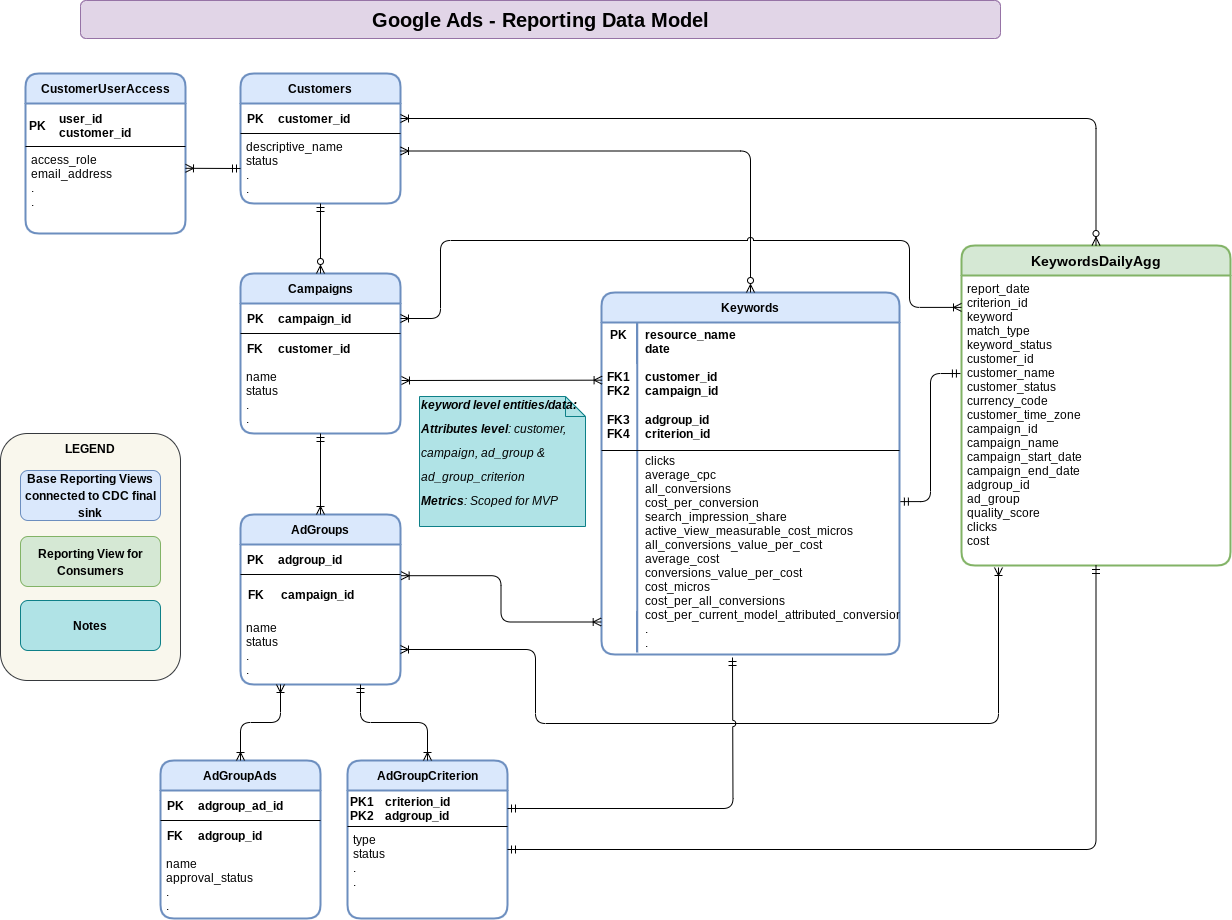 Google Ads - Reporting Data Model
CustomerUserAccess
PK user_id
customer_id
access_role
email_address
.
.
Customers
PK customer_id
descriptive_name
status
.
.
Campaigns
PK campaign_id
FK customer_id
name
status
.
.
keyword level entities/data:
Attributes level: customer,
campaign, ad_group &
ad_group_criterion
Metrics: Scoped for MVP
Keywords
PK resource_name
date
FK1 customer_id
FK2 campaign_id
FK3 adgroup_id
FK4 criterion_id
clicks
average_cpc
all_conversions
cost_per_conversion
search_impression_share
active_view_measurable_cost_micros
all_conversions_value_per_cost
average_cost
conversions_value_per_cost
cost_micros
cost_per_all_conversions
cost_per_current_model_attributed_conversion
.
.
KeywordsDailyAgg
report_date
criterion_id
keyword
match_type
keyword_status
customer_id
customer_name
customer_status
currency_code
customer_time_zone
campaign_id
campaign_name
campaign_start_date
campaign_end_date
adgroup_id
ad_group
quality_score
clicks
cost
LEGEND
Base Reporting Views
connected to CDC final
sink
Reporting View for
Consumers
Notes
AdGroups
PK adgroup_id
FK campaign_id
name
status
.
.
AdGroupAds
PK adgroup_ad_id
FK adgroup_id
name
approval_status
.
.
AdGroupCriterion
PK1 criterion_id
PK2 adgroup_id
type
status
.
.